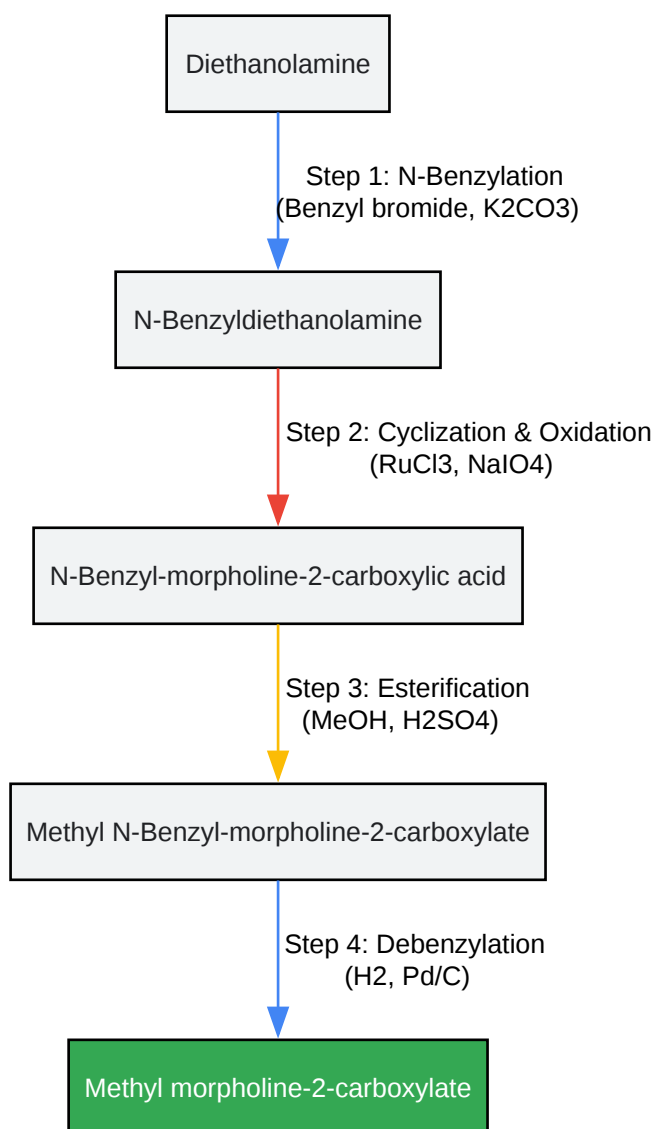 Diethanolamine
Step 1: N-Benzylation
(Benzyl bromide, K2CO3)
N-Benzyldiethanolamine
Step 2: Cyclization & Oxidation
(RuCl3, NaIO4)
N-Benzyl-morpholine-2-carboxylic acid
Step 3: Esterification
(MeOH, H2SO4)
Methyl N-Benzyl-morpholine-2-carboxylate
Step 4: Debenzylation
(H2, Pd/C)
Methyl morpholine-2-carboxylate